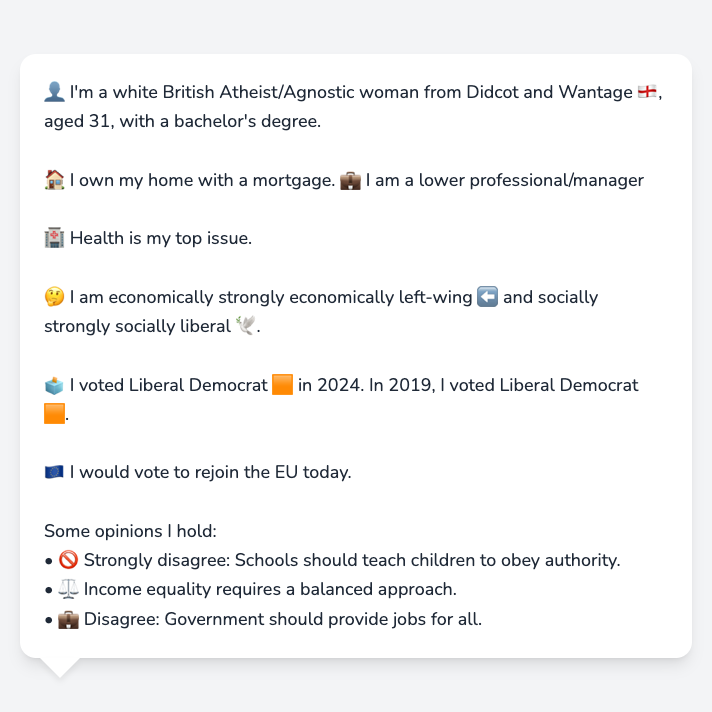 👤 I'm a white British Atheist/Agnostic woman from Didcot and Wantage 🏴󠁧󠁢󠁥󠁮󠁧󠁿,
aged 31, with a bachelor's degree.
🏠 I own my home with a mortgage. 💼 I am a lower professional/manager
🏥 Health is my top issue.
🤔 I am economically strongly economically left-wing ⬅️ and socially
strongly socially liberal 🕊️.
🗳️ I voted Liberal Democrat 🟧 in 2024. In 2019, I voted Liberal Democrat
🟧.
🇪🇺 I would vote to rejoin the EU today.
Some opinions I hold:
• 🚫 Strongly disagree: Schools should teach children to obey authority.
• ⚖️ Income equality requires a balanced approach.
• 💼 Disagree: Government should provide jobs for all.